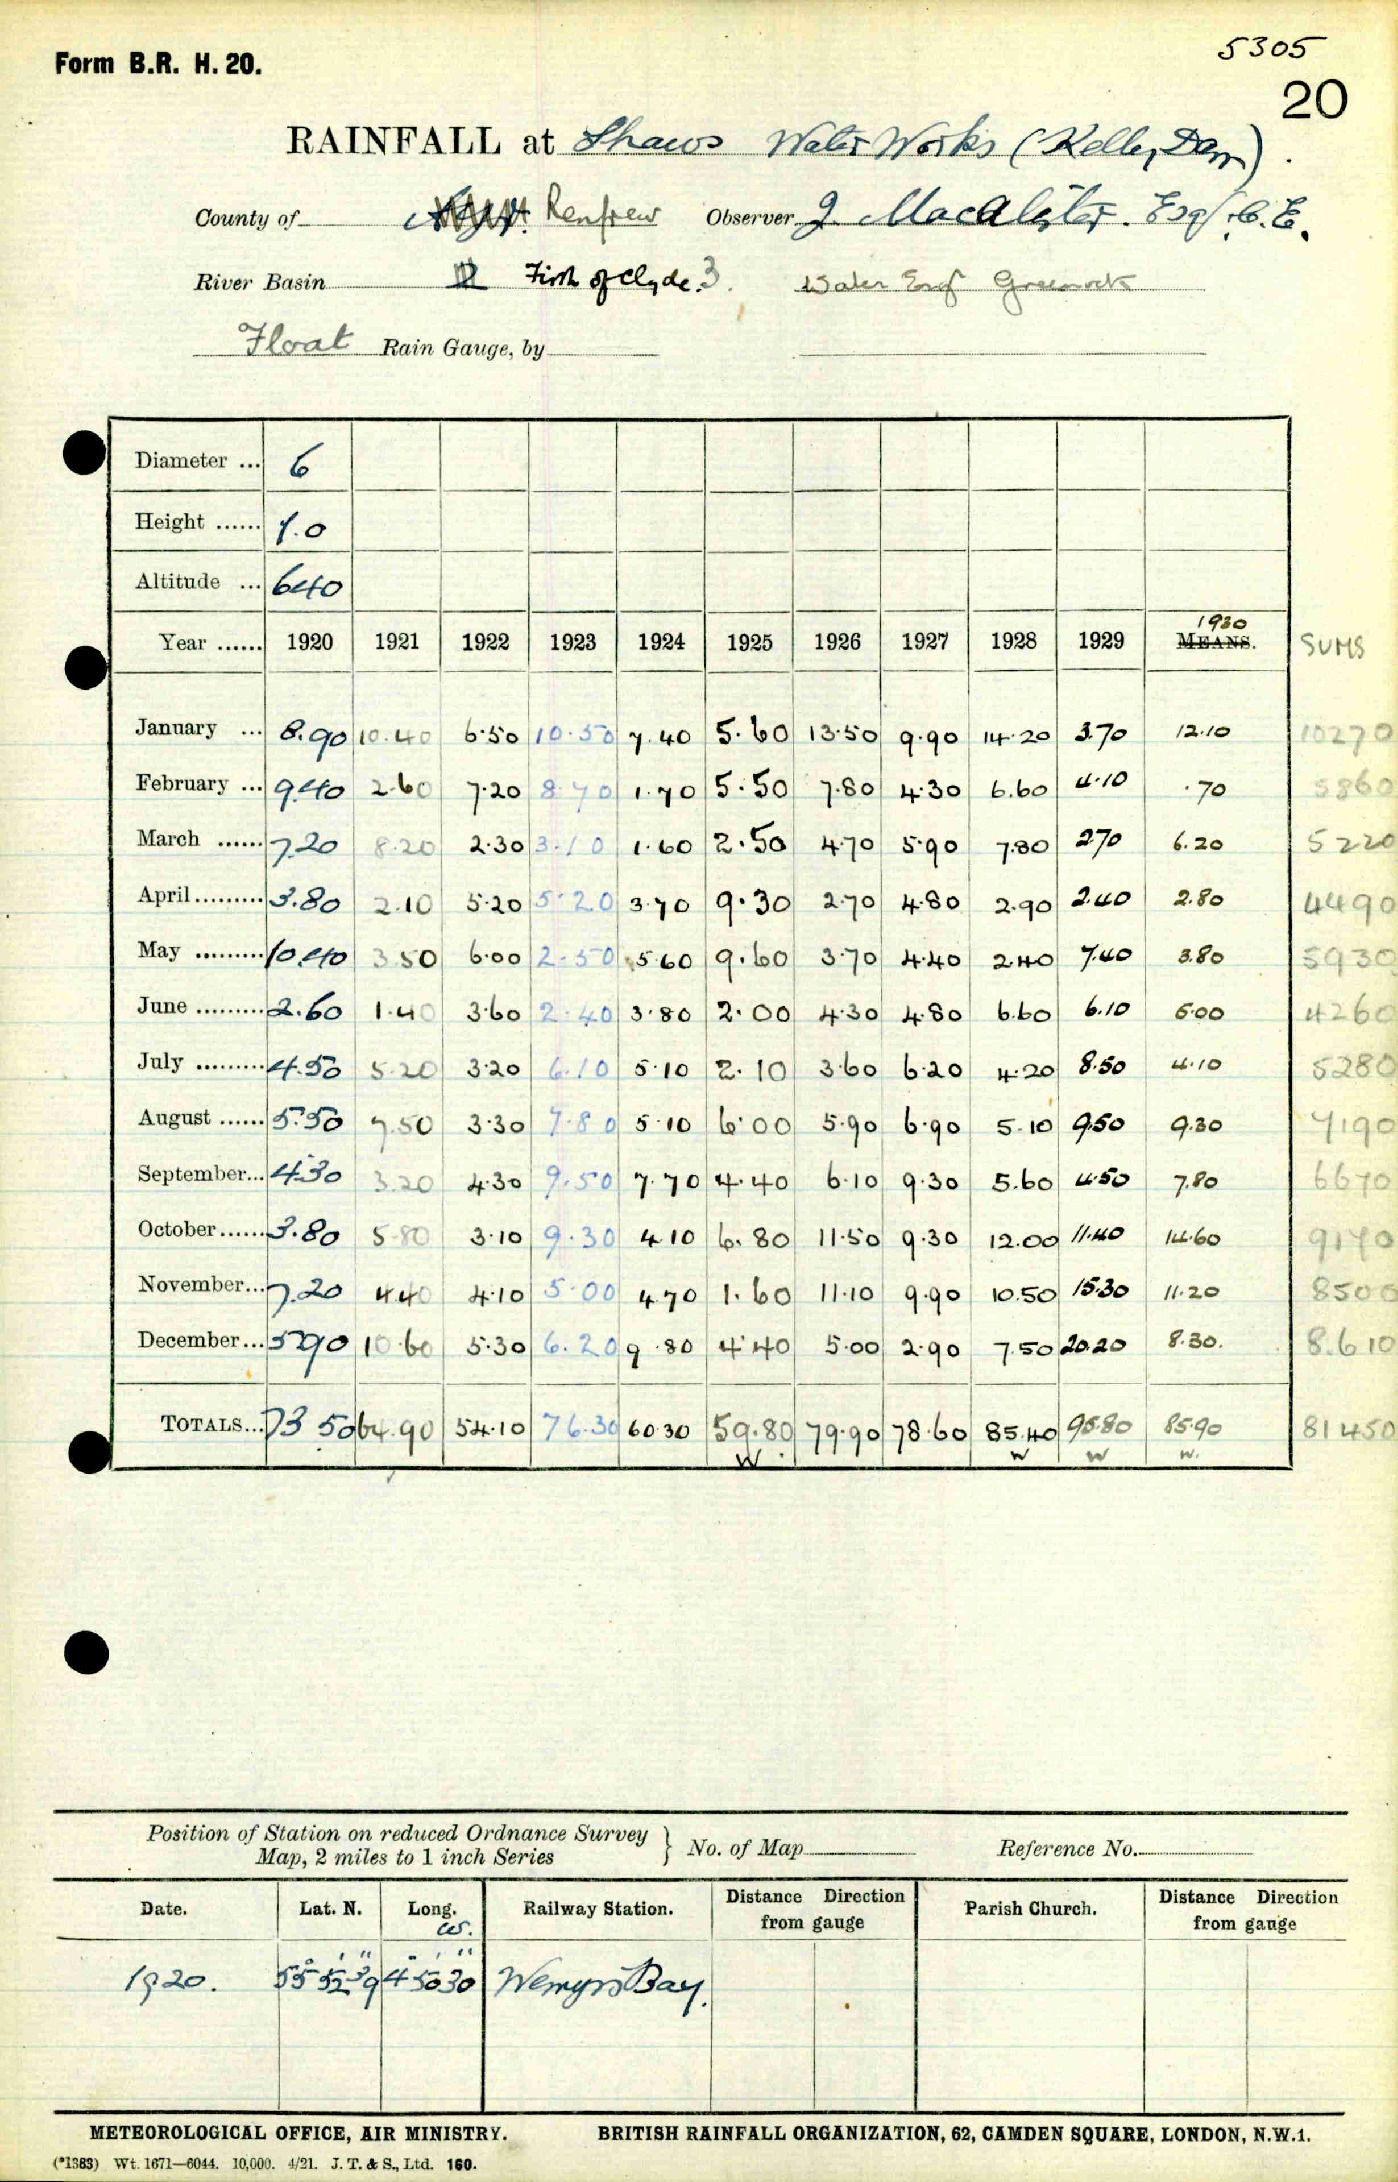 5305
Form B.R. H. 20.
20
RAINFALL at Shaws Water Works (Kelly Dam).
County of Renfrew Observer J. MacAlister. Esq. C.E.
River Basin Firth of Clyde. 3. Water Engr Greenock
Float Rain Gauge, by
Diameter ... 6
Height ...... 1.0
Altitude ... 640
Year ...... 1920 1921 1922 1923 1924 1925 1926 1927 1928 1929 1930 MEANS. SUMS
January ... 8.90 10.40 6.50 10.50 7.40 5.60 13.50 9.90 14.20 3.70 12.10 10270
February ... 9.40 2.60 7.20 8.70 1.70 5.50 7.80 4.30 6.60 4.10 .70 5860
March ...... 7.20 8.20 2.30 3.10 1.60 2.50 4.70 5.90 7.80 2.70 6.20 5220
April......... 3.80 2.10 5.20 5.20 3.70 9.30 2.70 4.80 2.90 2.40 2.80 4490
May ......... 10.40 3.50 6.00 2.50 5.60 9.60 3.70 4.40 2.40 7.40 3.80 5930
June ......... 2.60 1.40 3.60 2.40 3.80 2.00 4.30 4.80 6.60 6.10 5.00 4260
July ......... 4.50 5.20 3.20 6.10 5.10 2.10 3.60 6.20 4.20 8.50 4.10 5280
August ...... 5.50 7.50 3.30 7.80 5.10 6.00 5.90 6.90 5.10 9.50 9.30 7190
September... 4.30 3.20 4.30 9.50 7.70 4.40 6.10 9.30 5.60 4.50 7.80 6670
October...... 3.80 5.80 3.10 9.30 4.10 6.80 11.50 9.30 12.00 11.40 14.60 9170
November... 7.20 4.40 4.10 5.00 4.70 1.60 11.10 9.90 10.50 15.30 11.20 8500
December... 5.90 10.60 5.30 6.20 9.80 4.40 5.00 2.90 7.50 20.20 8.30. 8.610
TOTALS... 73 50 64.90 54.10 76.30 60.30 59.80 79.90 78.60 85.40 95.80 85.90 81450
W W W W.
Position of Station on reduced Ordnance Survey
Map, 2 miles to 1 inch Series } No. of Map Reference No.
Date. Lat. N. Long. W. Railway Station. Distance Direction from gauge Parish Church. Distance Direction from gauge
1920. 55° 52' 39" 4° 50' 30" Wemyss Bay.
METEOROLOGICAL OFFICE, AIR MINISTRY. BRITISH RAINFALL ORGANIZATION, 62, CAMDEN SQUARE, LONDON, N.W.1.
(*1383) Wt. 1671—6044. 10,000. 4/21. J. T. & S., Ltd. 160.